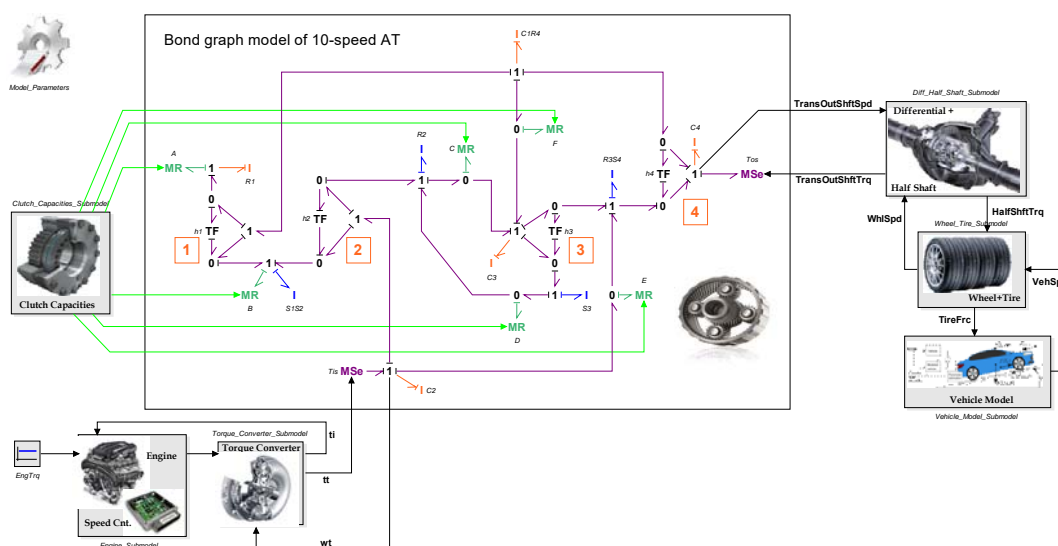 Bond graph model of 10-speed AT
Model_Parameters
I C1R4
1
0 MR
F
A
MR 1 I
R1
0
h1 TF 1
0 1 0
1
MR
B
I
S1S2
0
h2 TF 1
0
2
R2
I
1 0
C MR
1
C3
I
0
TF h3
0
3
1 I
S3
0
MR
D
0 MR
E
R3S4
I
1 0
0
h4 TF
C4
I
1 MSe
Tos
4
Tis MSe 1
I C2
Clutch_Capacities_Submodel
Clutch Capacities
TransOutShftSpd
TransOutShftTrq
Diff_Half_Shaft_Submodel
Differential +
Half Shaft
WhlSpd
HalfShftTrq
Wheel_Tire_Submodel
Wheel+Tire
VehSp
TireFrc
Vehicle Model
Vehicle_Model_Submodel
EngTrq
Engine
Speed Cnt.
Engine_Submodel
Torque_Converter_Submodel
Torque Converter
ti
tt
wt